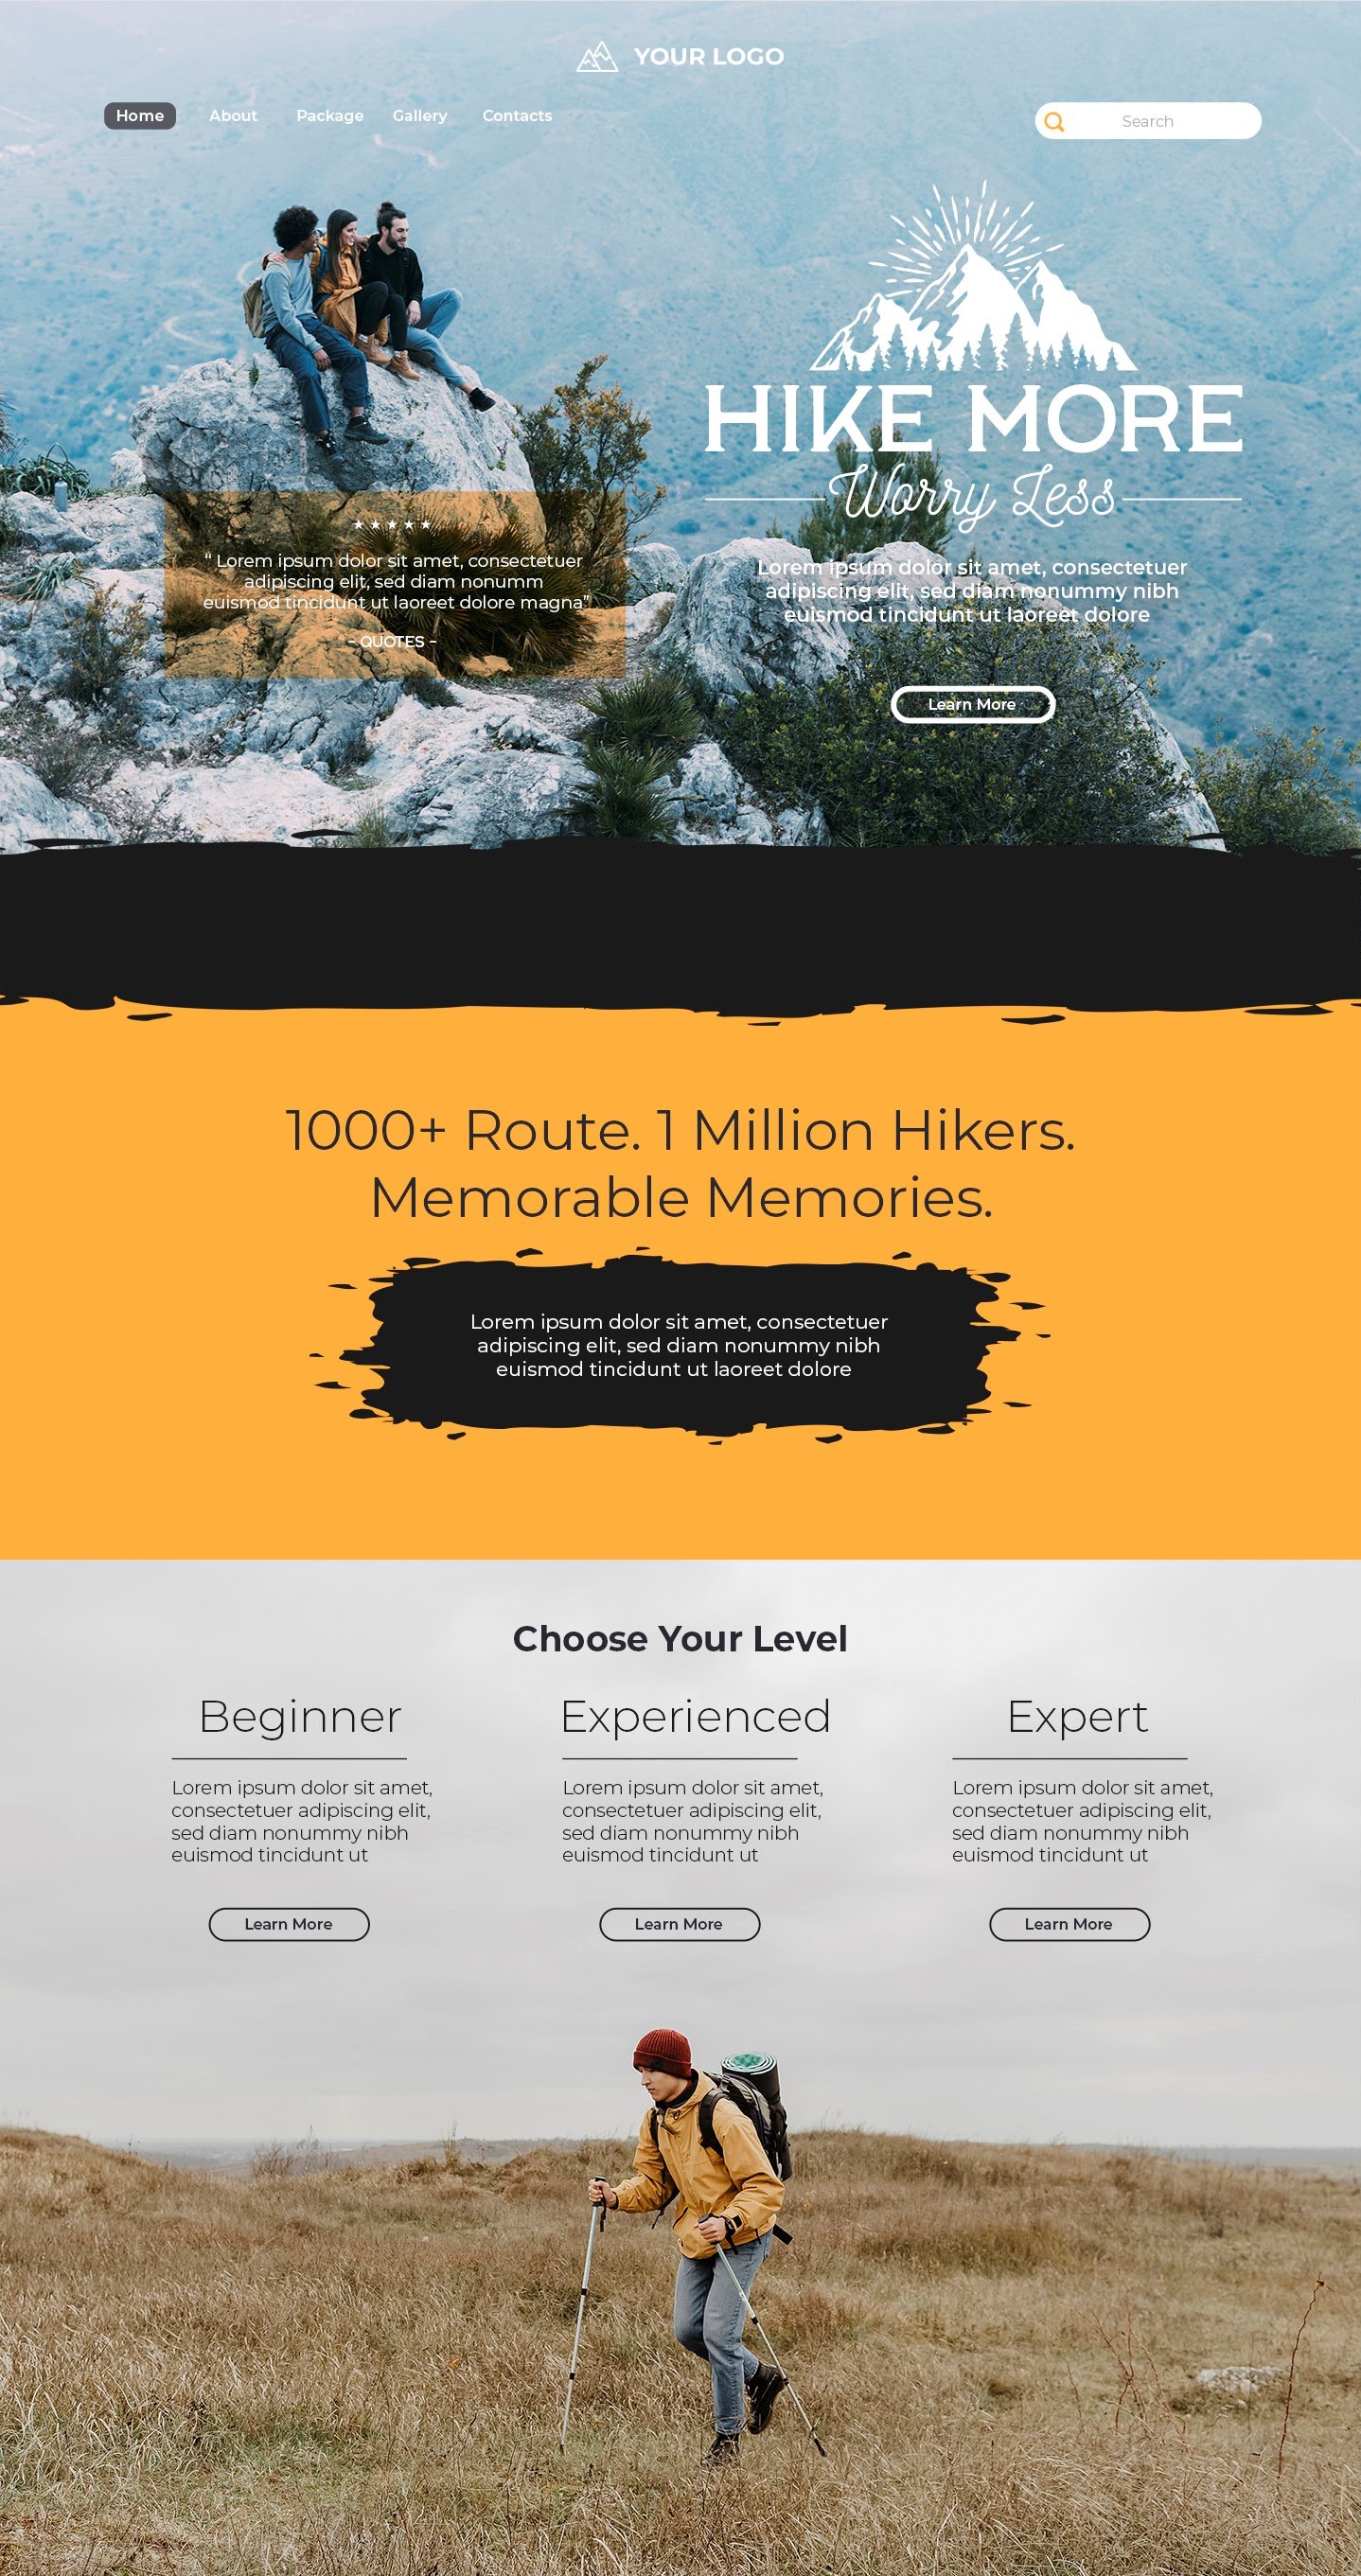 YOUR LOGO
Home About Package Gallery Contacts
Search
HIKE MORE
Worry Less
Lorem ipsum dolor sit amet, consectetuer
adipiscing elit, sed diam nonummy nibh
euismod tincidunt ut laoreet dolore
Learn More
★★★★★
“ Lorem ipsum dolor sit amet, consectetuer
adipiscing elit, sed diam nonumm
euismod tincidunt ut laoreet dolore magna”
– QUOTES –
1000+ Route. 1 Million Hikers.
Memorable Memories.
Lorem ipsum dolor sit amet, consectetuer
adipiscing elit, sed diam nonummy nibh
euismod tincidunt ut laoreet dolore
Choose Your Level
Beginner
Lorem ipsum dolor sit amet,
consectetuer adipiscing elit,
sed diam nonummy nibh
euismod tincidunt ut
Learn More
Experienced
Lorem ipsum dolor sit amet,
consectetuer adipiscing elit,
sed diam nonummy nibh
euismod tincidunt ut
Learn More
Expert
Lorem ipsum dolor sit amet,
consectetuer adipiscing elit,
sed diam nonummy nibh
euismod tincidunt ut
Learn More